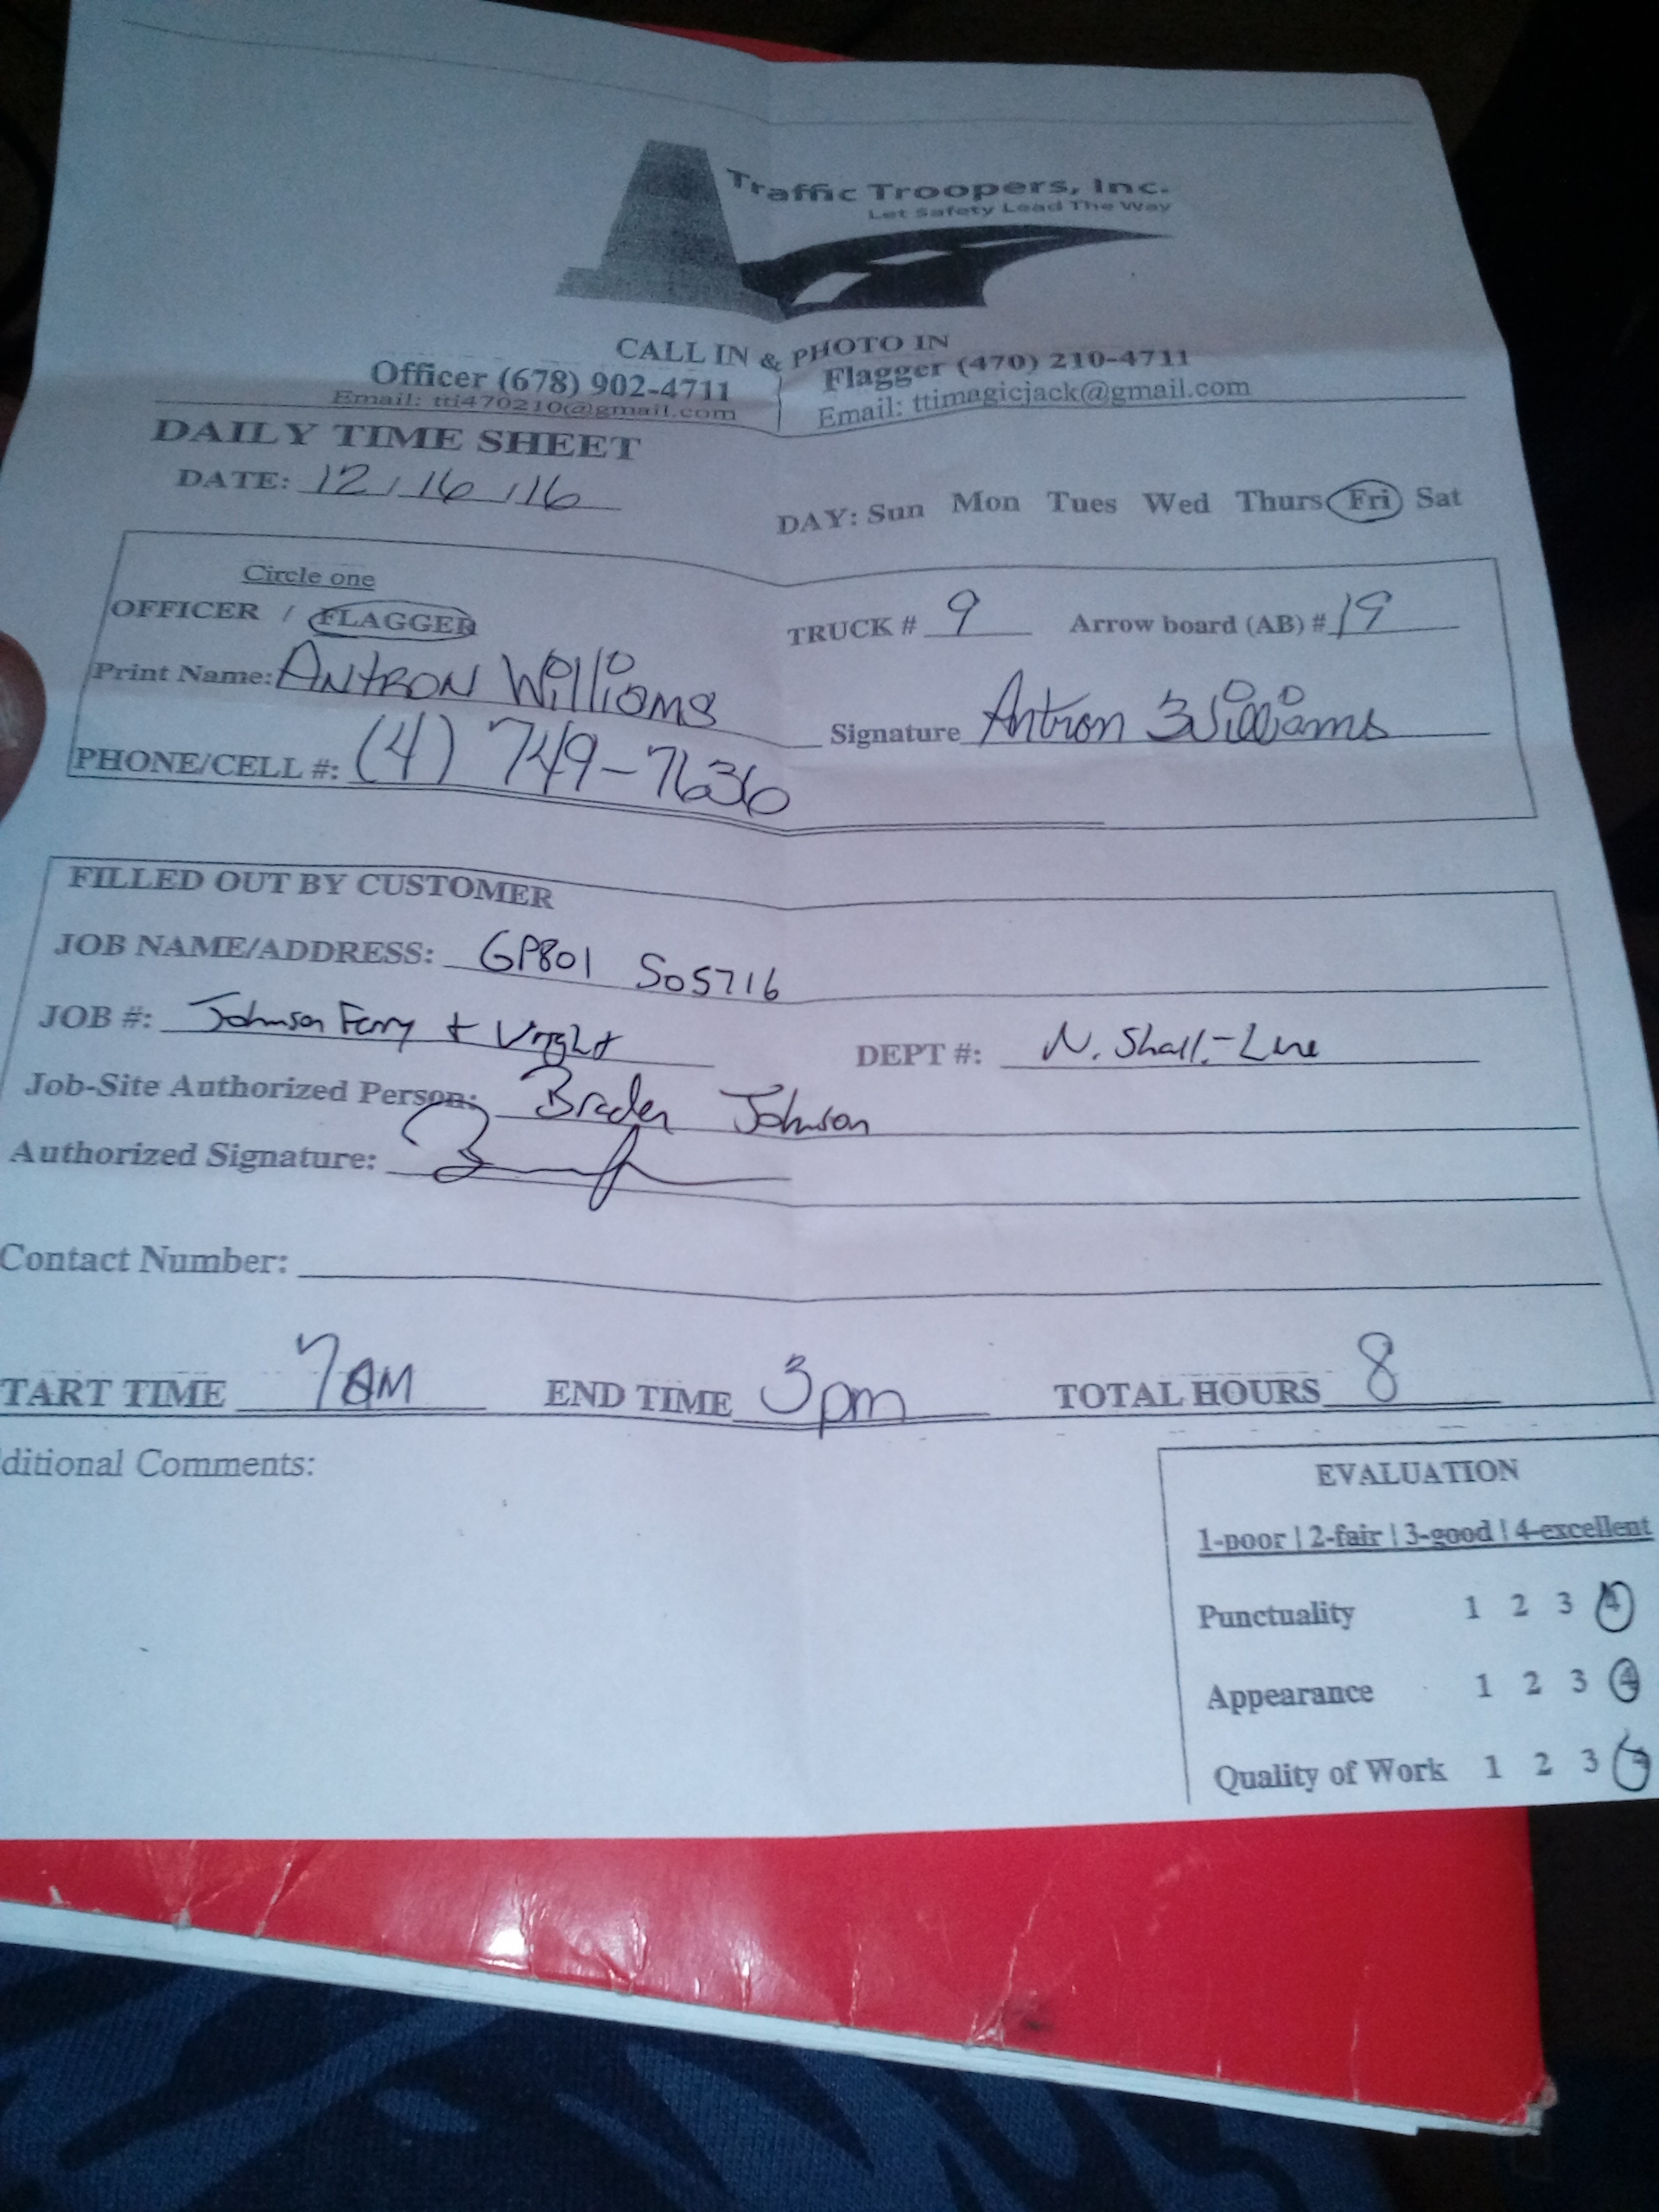 Traffic Troopers, Inc.
Let Safety Lead The Way
CALL IN & PHOTO IN
Officer (678) 902-4711 Flagger (470) 210-4711
Email: tti470210@gmail.com Email: ttimagicjack@gmail.com
DAILY TIME SHEET
DATE: 12/16/16 DAY: Sun Mon Tues Wed Thurs Fri Sat
Circle one
OFFICER / FLAGGER TRUCK # 9 Arrow board (AB) # 19
Print Name: Antron Williams Signature Antron Williams
PHONE/CELL #: (4) 749-7636
FILLED OUT BY CUSTOMER
JOB NAME/ADDRESS: GP801 S05716
JOB #: Johnson Ferry + DEPT #: N. Shall.-
Job-Site Authorized Person: Braden Johnson
Authorized Signature:
Contact Number:
TART TIME 7am END TIME 3pm TOTAL HOURS 8
ditional Comments:
EVALUATION
1-poor | 2-fair | 3-good | 4-excellent
Punctuality 1 2 3 4
Appearance 1 2 3 4
Quality of Work 1 2 3 4